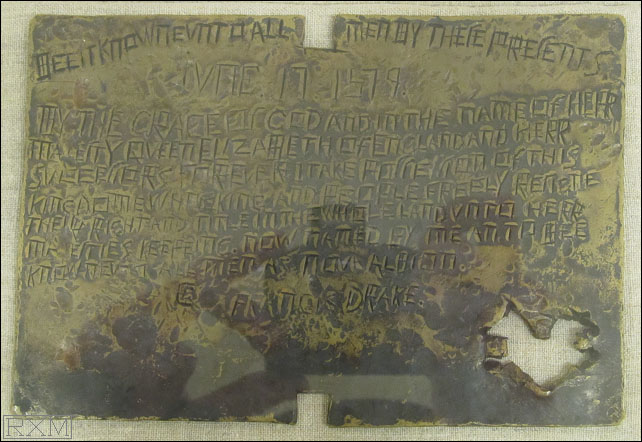 BEE IT KNOWNE VNTO ALL MEN BY THESE PRESENTS
IVNE. 17 1579
BY THE GRACE OF GOD AND IN THE NAME OF HERR
MAIESTY QVEEN ELIZABETH OF ENGLAND AND HERR
SVCCESSORS FOREVER I TAKE POSSESSION OF THIS
KINGDOME WHOSE KING AND PEOPLE FREELY RESIGNE
THEIR RIGHT AND TITLE IN THE WHOLE LAND VNTO HERR
MAIESTIES KEEPING. NOW NAMED BY ME AN TO BEE
KNOWNE VNTO ALL MEN AS NOVA ALBION.
G FRANCIS DRAKE.
RXM